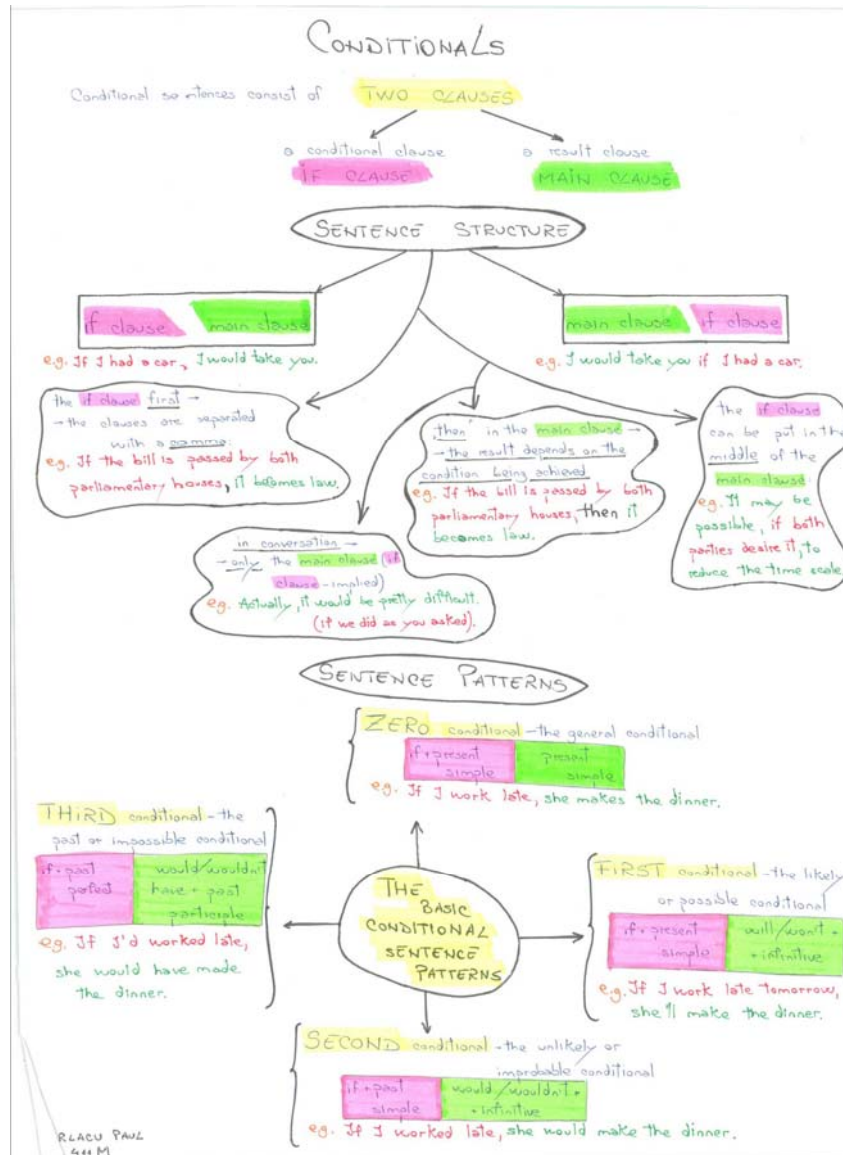 CONDITIONALS
Conditional sentences consist of TWO CLAUSES
a conditional clause
IF CLAUSE
a result clause
MAIN CLAUSE
SENTENCE STRUCTURE
if clause main clause
e.g. If I had a car, I would take you.
main clause if clause
e.g. I would take you if I had a car.
the if clause first →
→ the clauses are separated
with a comma.
e.g. If the bill is passed by both
parliamentary houses, it becomes law.
"then" in the main clause →
→ the result depends on the
condition being achieved
e.g. If the bill is passed by both
parliamentary houses, then it
becomes law.
the if clause
can be put in the
middle of the
main clause.
e.g. It may be
possible, if both
parties desire it, to
reduce the time scale.
in conversation →
→ only the main clause (if
clause - implied)
e.g. Actually, it would be pretty difficult.
(if we did as you asked).
SENTENCE PATTERNS
ZERO conditional - the general conditional
if + present
simple
present
simple
e.g. If I work late, she makes the dinner.
THIRD conditional - the
past or impossible conditional
if + past
perfect
would/wouldn't
have + past
participle
e.g. If I'd worked late,
she would have made
the dinner.
THE
BASIC
CONDITIONAL
SENTENCE
PATTERNS
FIRST conditional - the likely
or possible conditional
if + present
simple
will/won't +
+ infinitive
e.g. If I work late tomorrow,
she'll make the dinner.
SECOND conditional - the unlikely or
improbable conditional
if + past
simple
would/wouldn't +
+ infinitive
e.g. If I worked late, she would make the dinner.
PAUL